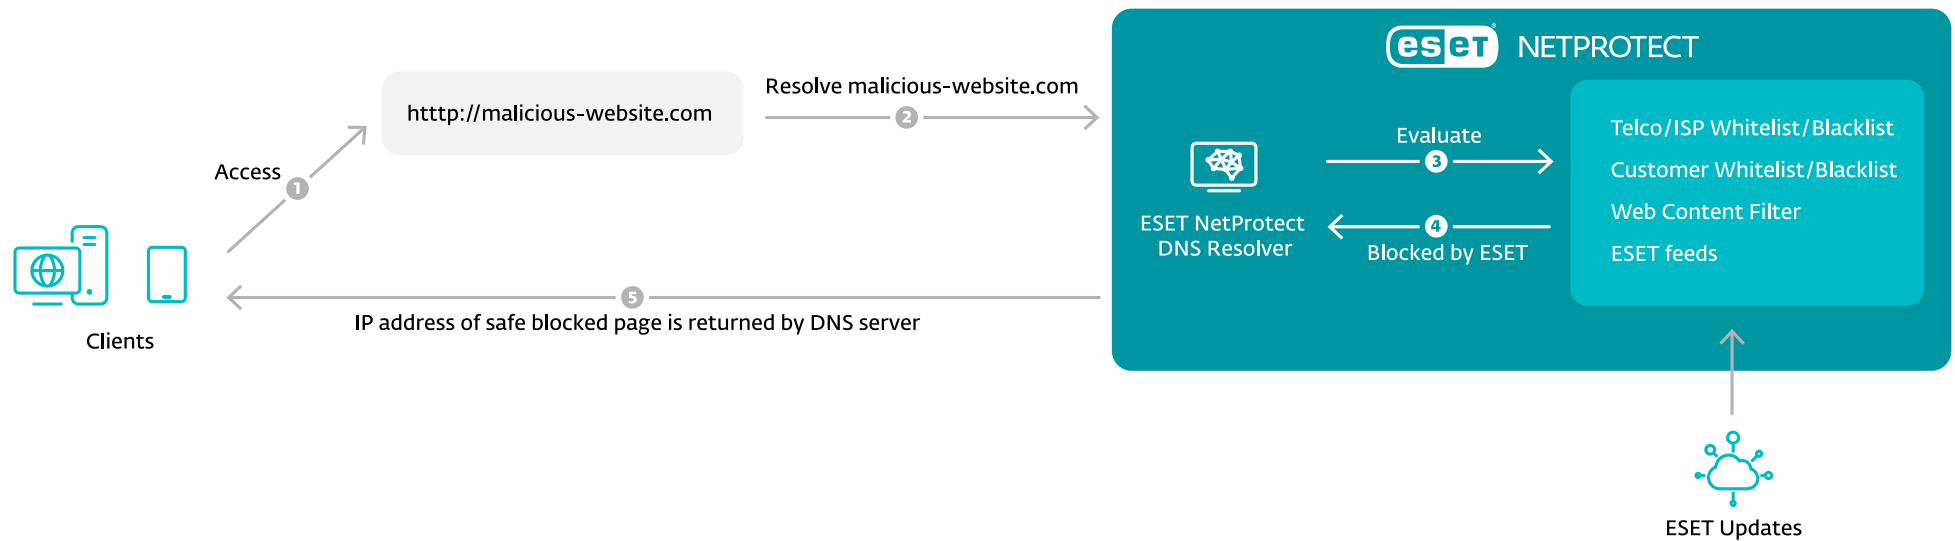 eset® NETPROTECT
Resolve malicious-website.com
htttp://malicious-website.com
2
Access
1
Telco/ISP Whitelist/Blacklist
Customer Whitelist/Blacklist
Web Content Filter
ESET feeds
Evaluate
3
4
Blocked by ESET
ESET NetProtect
DNS Resolver
5
IP address of safe blocked page is returned by DNS server
Clients
ESET Updates